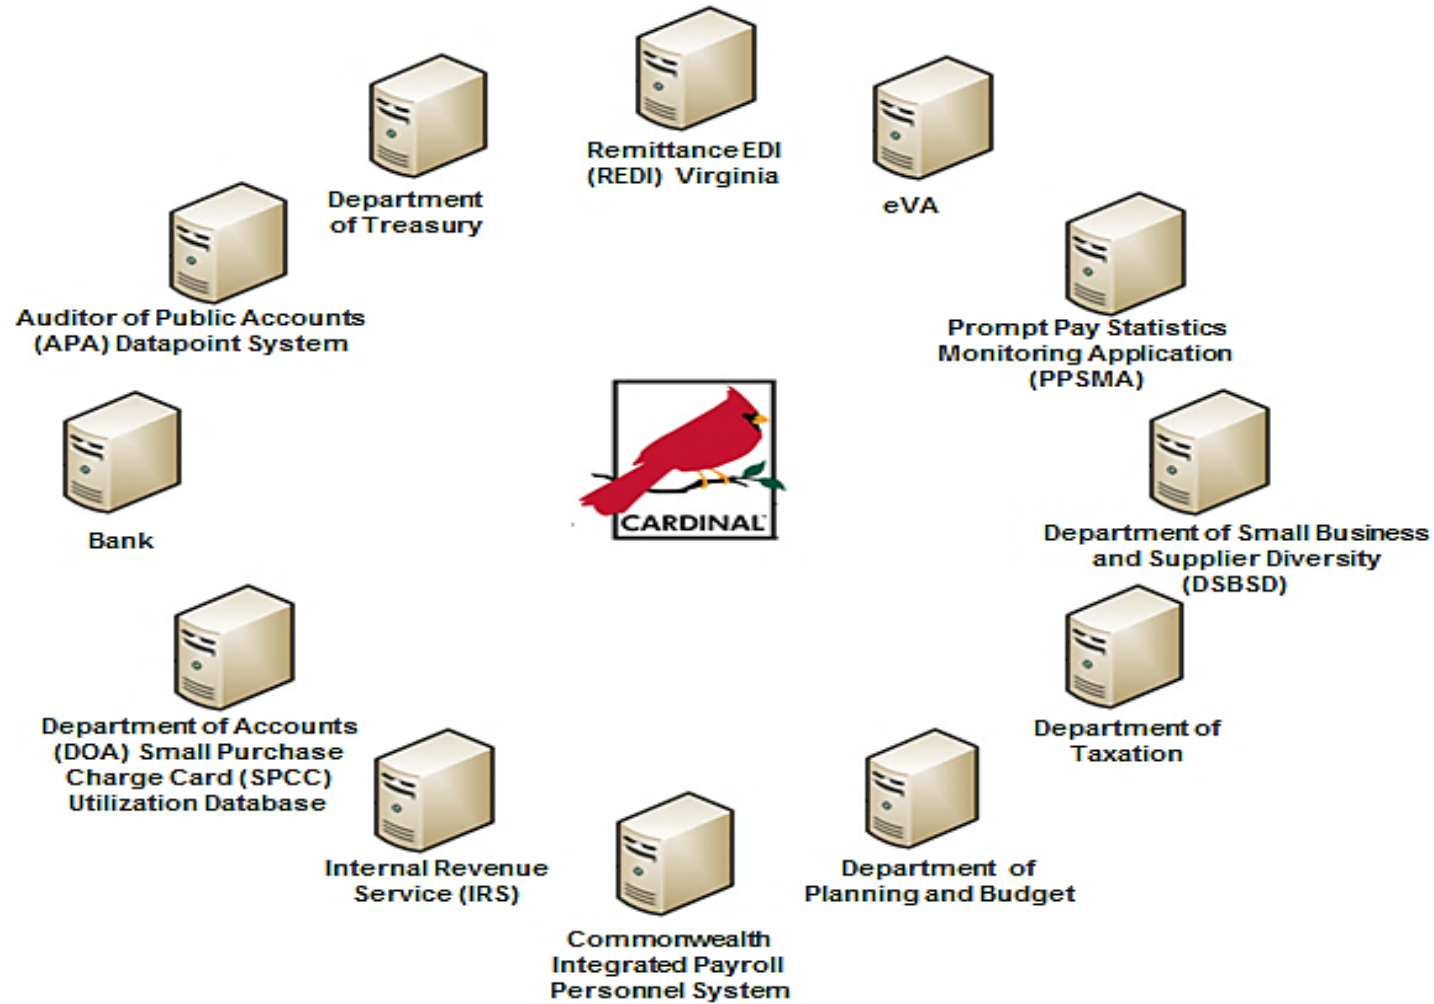 Remittance EDI
(REDI) Virginia
eVA
Department
of Treasury
Auditor of Public Accounts
(APA) Datapoint System
Prompt Pay Statistics
Monitoring Application
(PPSMA)
CARDINAL
Bank
Department of Small Business
and Supplier Diversity
(DSBSD)
Department of Accounts
(DOA) Small Purchase
Charge Card (SPCC)
Utilization Database
Department of
Taxation
Internal Revenue
Service (IRS)
Department of
Planning and Budget
Commonwealth
Integrated Payroll
Personnel System